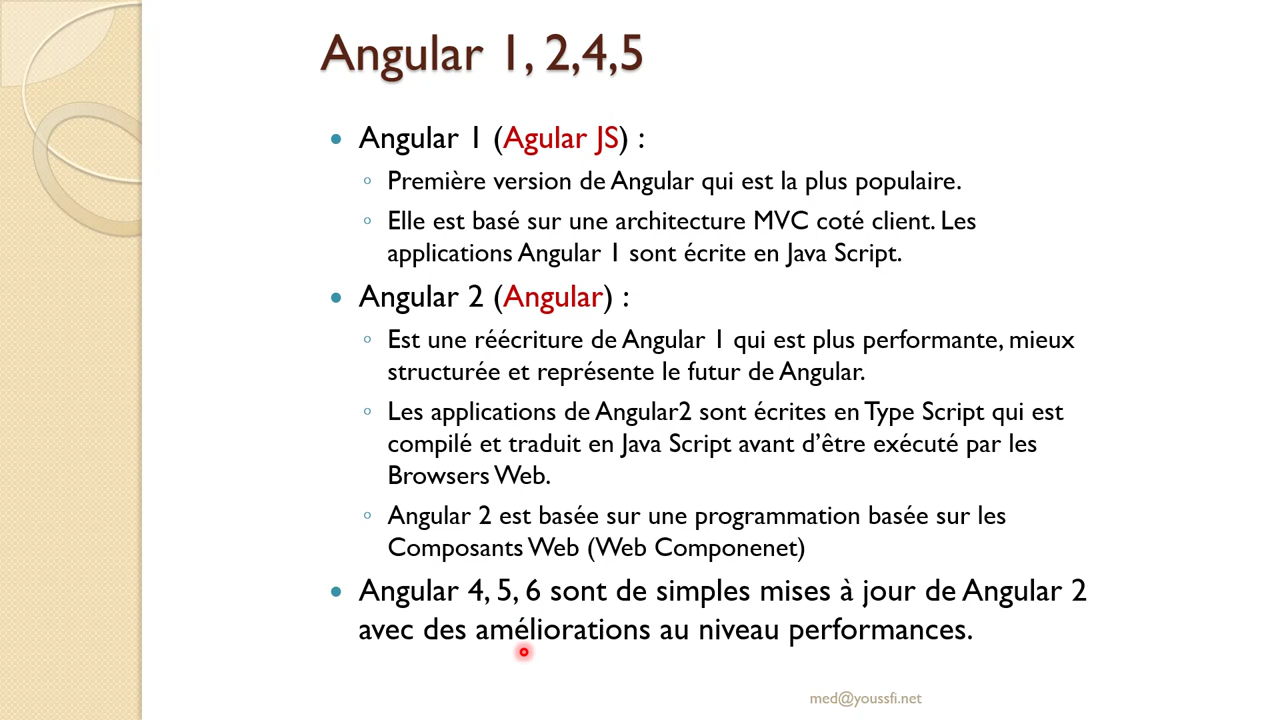 Angular 1, 2,4,5
• Angular 1 (Agular JS) :
◦ Première version de Angular qui est la plus populaire.
◦ Elle est basé sur une architecture MVC coté client. Les
applications Angular 1 sont écrite en Java Script.
• Angular 2 (Angular) :
◦ Est une réécriture de Angular 1 qui est plus performante, mieux
structurée et représente le futur de Angular.
◦ Les applications de Angular2 sont écrites en Type Script qui est
compilé et traduit en Java Script avant d’être exécuté par les
Browsers Web.
◦ Angular 2 est basée sur une programmation basée sur les
Composants Web (Web Componenet)
• Angular 4, 5, 6 sont de simples mises à jour de Angular 2
avec des améliorations au niveau performances.
med@youssfi.net